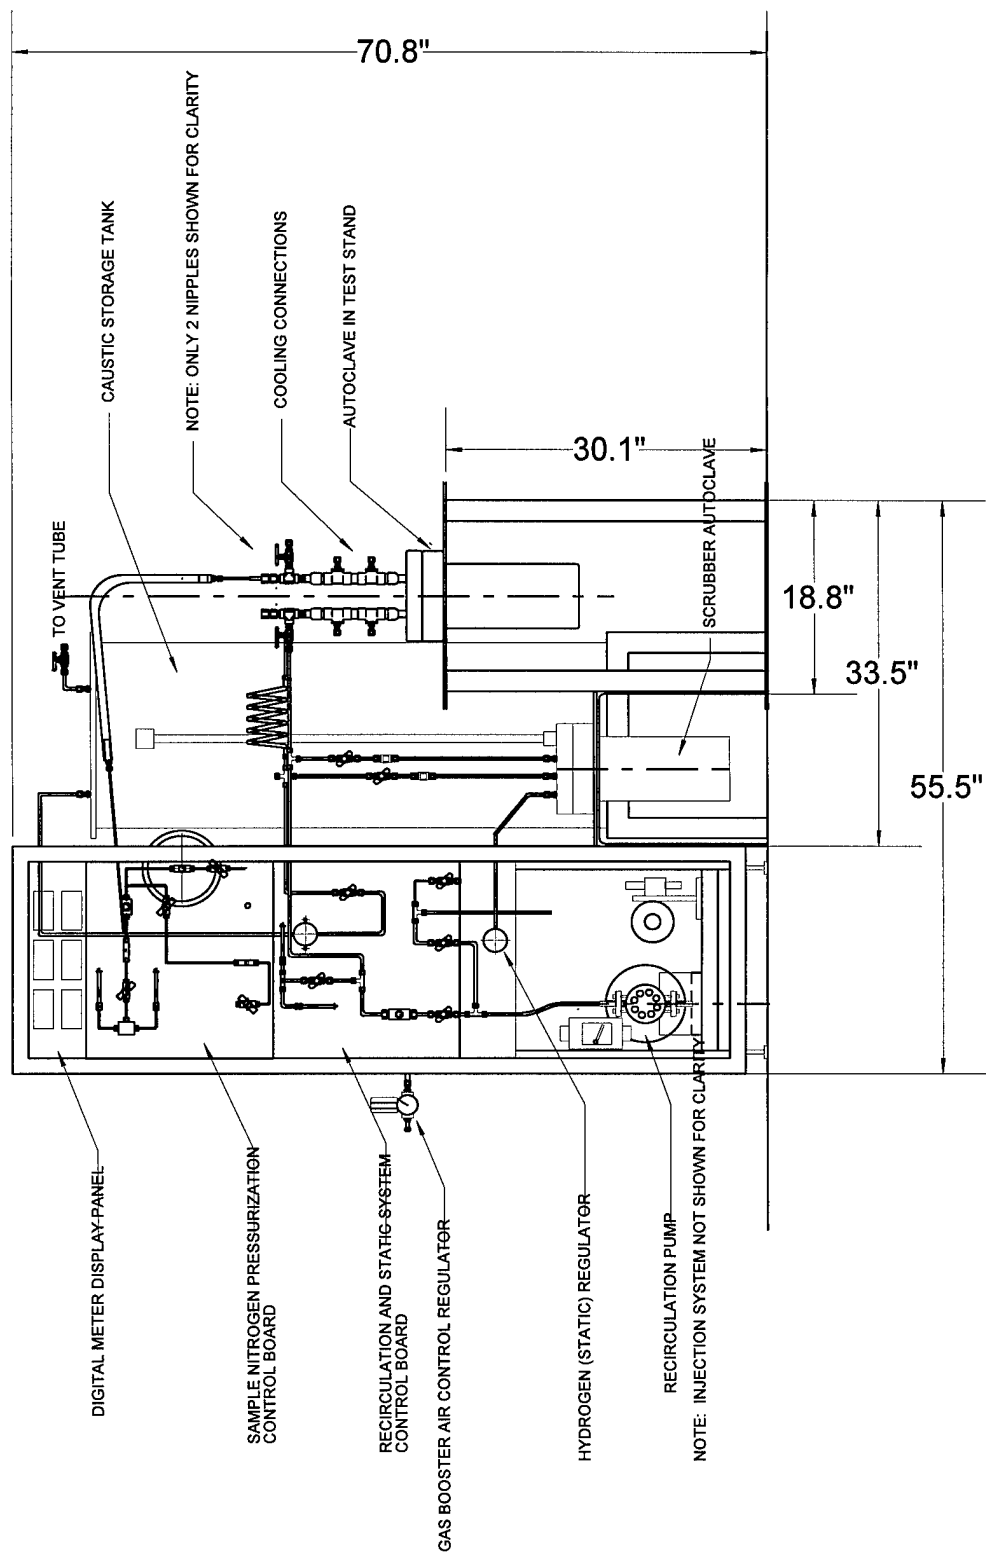 70.8"
NOTE: ONLY 2 NIPPLES SHOWN FOR CLARITY
CAUSTIC STORAGE TANK
COOLING CONNECTIONS
AUTOCLAVE IN TEST STAND
30.1"
SCRUBBER AUTOCLAVE
TO VENT TUBE
18.8"
33.5"
55.5"
DIGITAL METER DISPLAY PANEL
SAMPLE NITROGEN PRESSURIZATION
CONTROL BOARD
RECIRCULATION AND STATIC SYSTEM
CONTROL BOARD
GAS BOOSTER AIR CONTROL REGULATOR
HYDROGEN (STATIC) REGULATOR
RECIRCULATION PUMP
NOTE: INJECTION SYSTEM NOT SHOWN FOR CLARITY